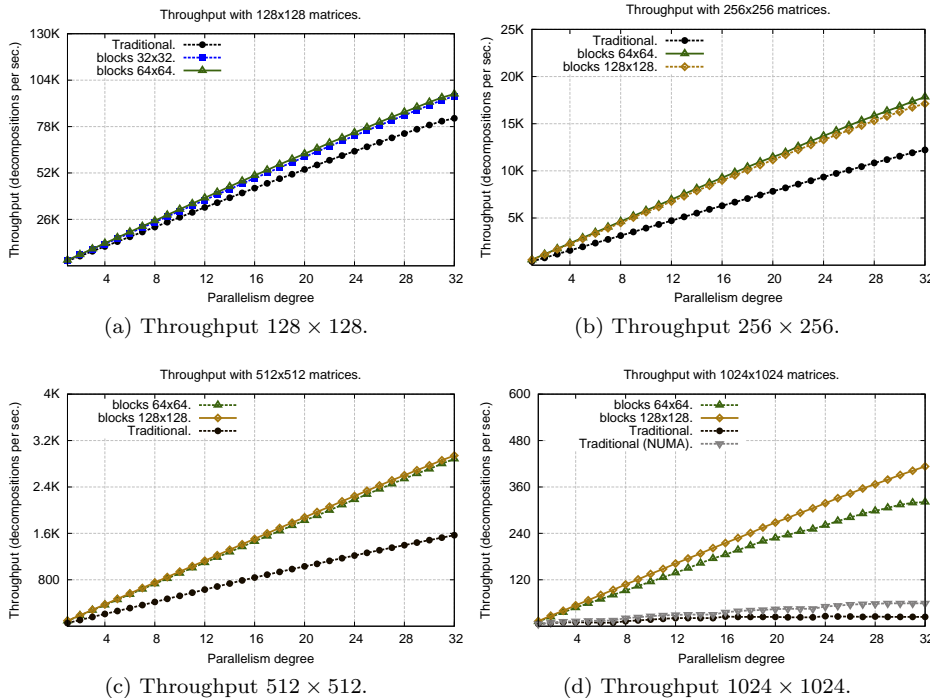 Throughput with 128x128 matrices.
Throughput (decompositions per sec.)
130K
104K
78K
52K
26K
Traditional.
blocks 32x32.
blocks 64x64.
4 8 12 16 20 24 28 32
Parallelism degree
(a) Throughput 128 × 128.
Throughput with 256x256 matrices.
Throughput (decompositions per sec.)
25K
20K
15K
10K
5K
Traditional.
blocks 64x64.
blocks 128x128.
4 8 12 16 20 24 28 32
Parallelism degree
(b) Throughput 256 × 256.
Throughput with 512x512 matrices.
Throughput (decompositions per sec.)
4K
3.2K
2.4K
1.6K
800
blocks 64x64.
blocks 128x128.
Traditional.
4 8 12 16 20 24 28 32
Parallelism degree
(c) Throughput 512 × 512.
Throughput with 1024x1024 matrices.
Throughput (decompositions per sec.)
600
480
360
240
120
blocks 64x64.
blocks 128x128.
Traditional.
Traditional (NUMA).
4 8 12 16 20 24 28 32
Parallelism degree
(d) Throughput 1024 × 1024.